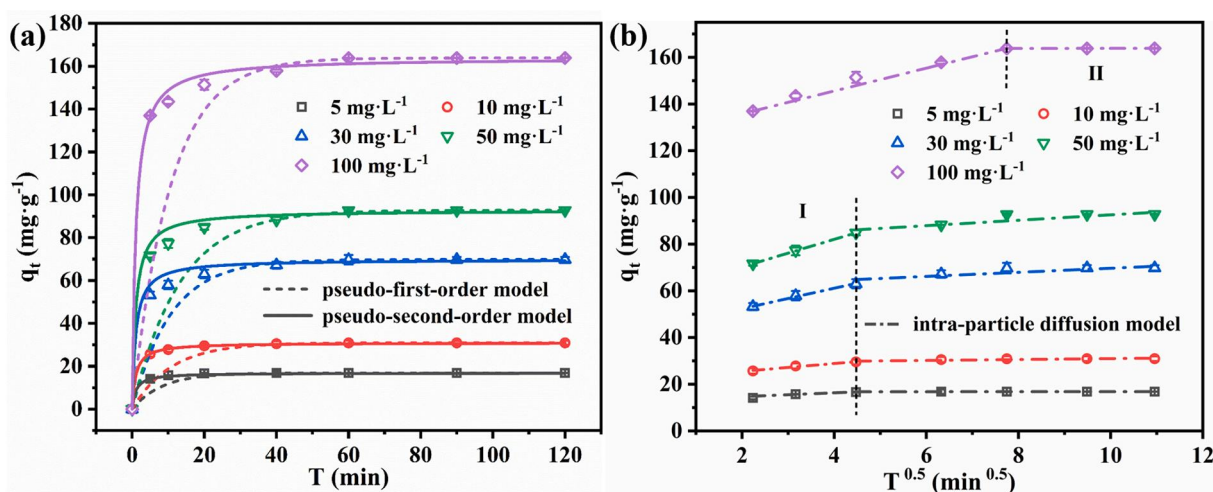 (a)
180
160
140
120
100
80
60
40
20
0
q_t (mg·g⁻¹)
5 mg·L⁻¹ 10 mg·L⁻¹
30 mg·L⁻¹ 50 mg·L⁻¹
100 mg·L⁻¹
pseudo-first-order model
pseudo-second-order model
0 20 40 60 80 100 120
T (min)
(b)
160
140
120
100
80
60
40
20
0
q_t (mg·g⁻¹)
II
5 mg·L⁻¹ 10 mg·L⁻¹
30 mg·L⁻¹ 50 mg·L⁻¹
100 mg·L⁻¹
I
intra-particle diffusion model
2 4 6 8 10 12
T^0.5 (min^0.5)